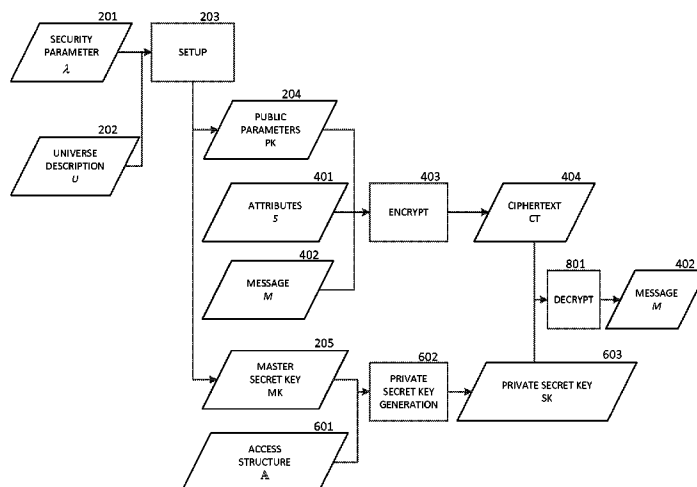 201
SECURITY
PARAMETER
λ
203
SETUP
202
UNIVERSE
DESCRIPTION
U
204
PUBLIC
PARAMETERS
PK
401
ATTRIBUTES
S
403
ENCRYPT
404
CIPHERTEXT
CT
402
MESSAGE
M
801
DECRYPT
402
MESSAGE
M
205
MASTER
SECRET KEY
MK
602
PRIVATE
SECRET KEY
GENERATION
603
PRIVATE SECRET KEY
SK
601
ACCESS
STRUCTURE
𝔸